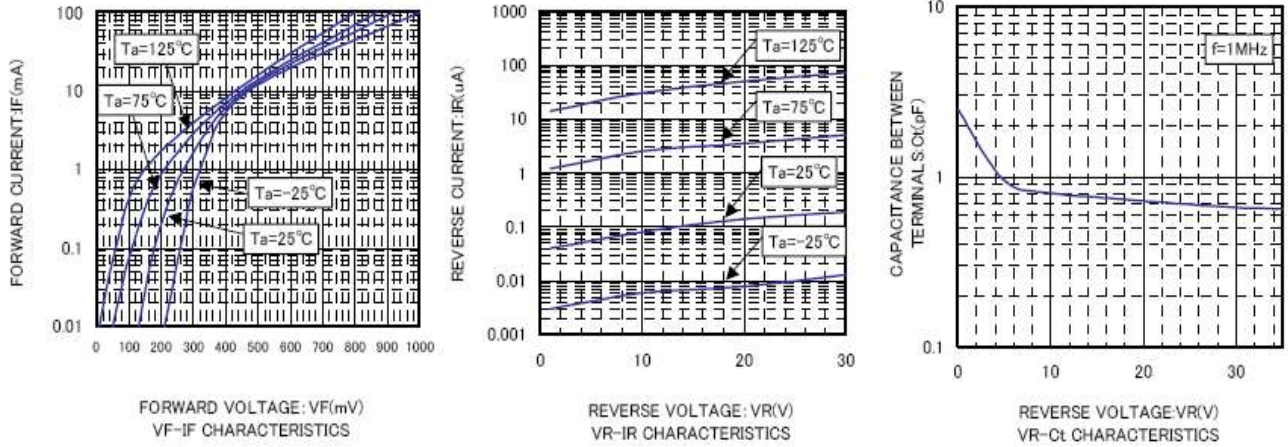 FORWARD CURRENT:IF(mA)
100
10
1
0.1
0.01
Ta=125℃
Ta=75℃
Ta=-25℃
Ta=25℃
0 100 200 300 400 500 600 700 800 900 1000
FORWARD VOLTAGE:VF(mV)
VF-IF CHARACTERISTICS
REVERSE CURRENT:IR(uA)
1000
100
10
1
0.1
0.01
0.001
Ta=125℃
Ta=75℃
Ta=25℃
Ta=-25℃
0 10 20 30
REVERSE VOLTAGE:VR(V)
VR-IR CHARACTERISTICS
CAPACITANCE BETWEEN
TERMINALS:Ct(pF)
10
1
0.1
f=1MHz
0 10 20 30
REVERSE VOLTAGE:VR(V)
VR-Ct CHARACTERISTICS